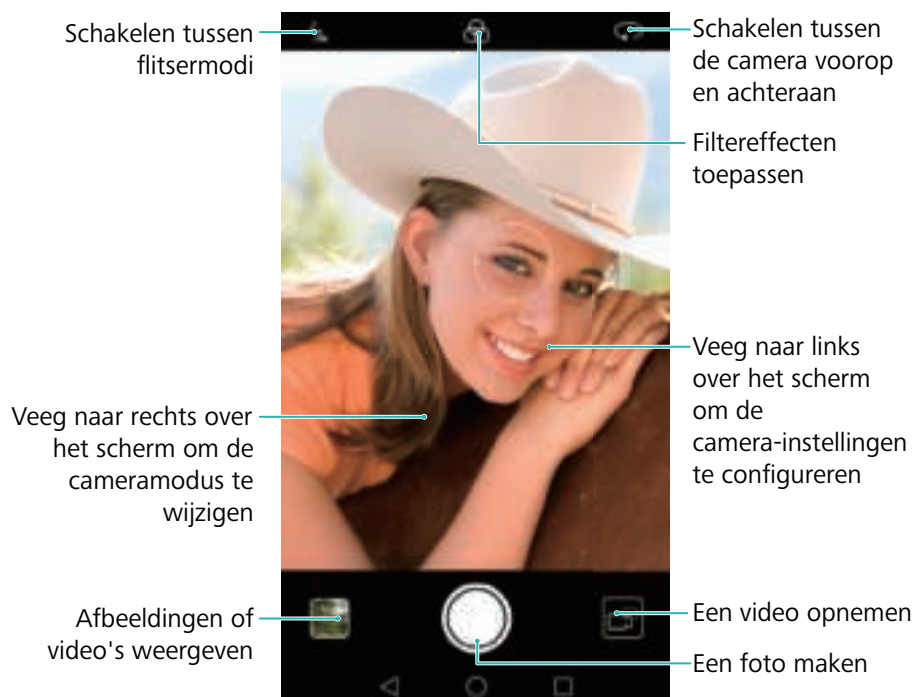 Schakelen tussen
flitsermodi
Schakelen tussen
de camera voorop
en achteraan
Filtereffecten
toepassen
Veeg naar links
over het scherm
om de
camera-instellingen
te configureren
Veeg naar rechts over
het scherm om de
cameramodus te
wijzigen
Afbeeldingen of
video's weergeven
Een video opnemen
Een foto maken